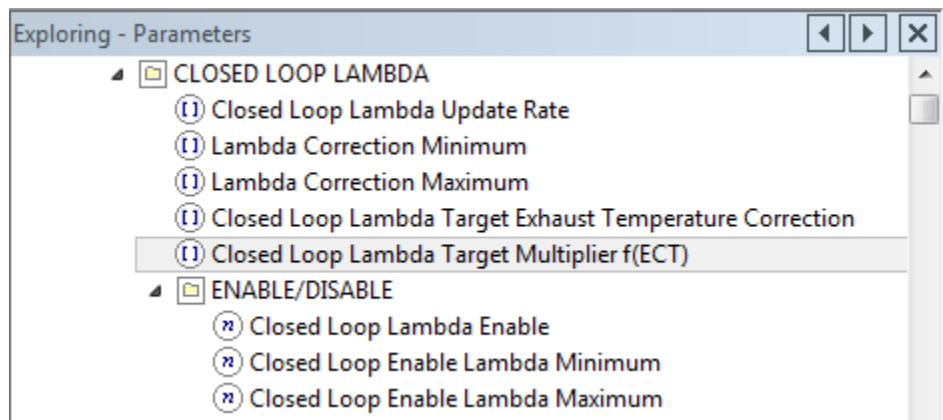 Exploring - Parameters
CLOSED LOOP LAMBDA
[ ] Closed Loop Lambda Update Rate
[ ] Lambda Correction Minimum
[ ] Lambda Correction Maximum
[ ] Closed Loop Lambda Target Exhaust Temperature Correction
[ ] Closed Loop Lambda Target Multiplier f(ECT)
ENABLE/DISABLE
n Closed Loop Lambda Enable
n Closed Loop Enable Lambda Minimum
n Closed Loop Enable Lambda Maximum